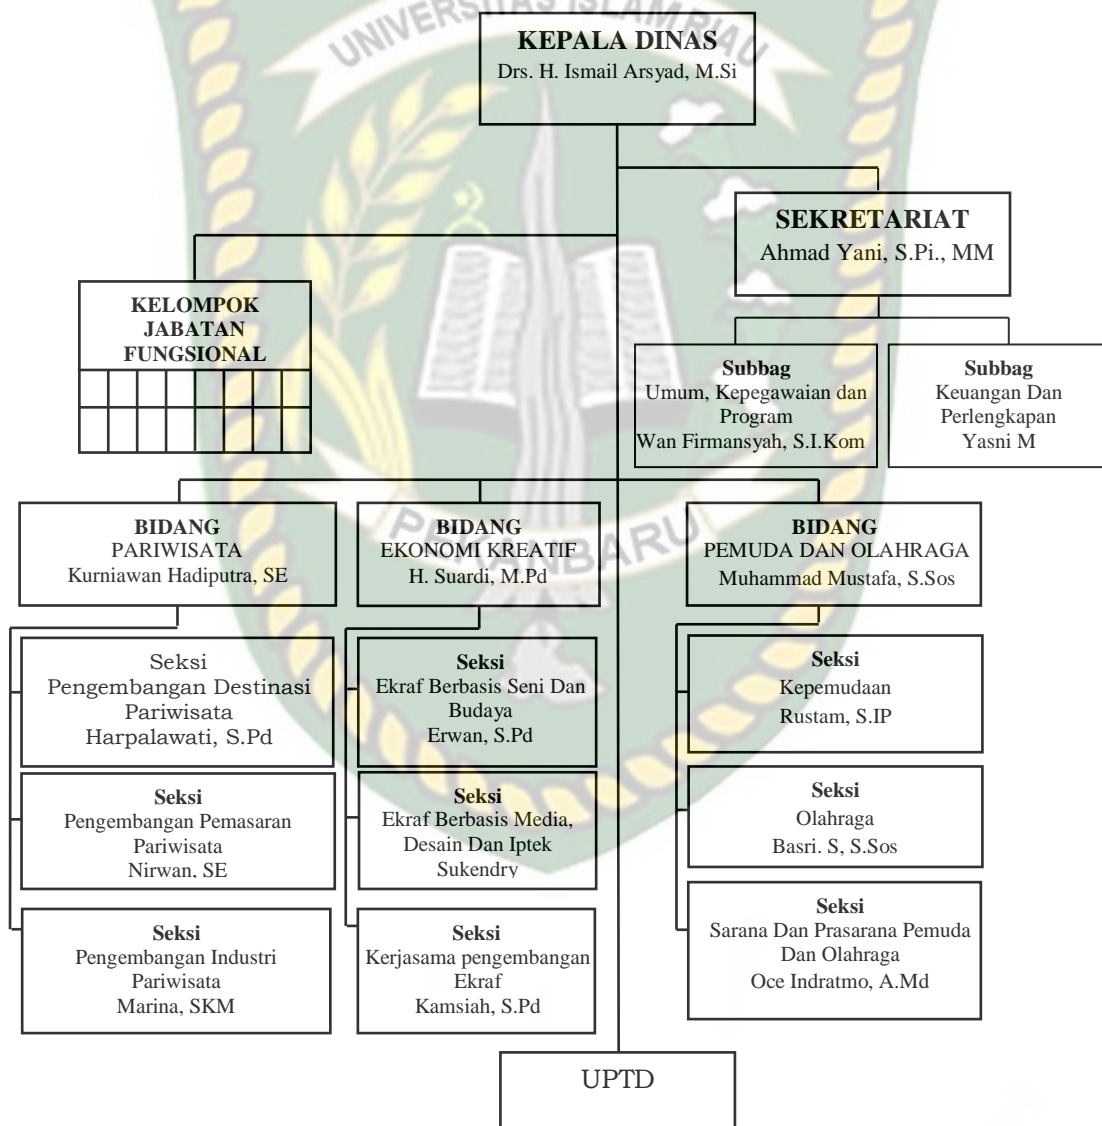 UNIVERSITAS ISLAM RIAU
KEPALA DINAS
Drs. H. Ismail Arsyad, M.Si
SEKRETARIAT
Ahmad Yani, S.Pi., MM
KELOMPOK
JABATAN
FUNGSIONAL
Subbag
Umum, Kepegawaian dan
Program
Wan Firmansyah, S.I.Kom
Subbag
Keuangan Dan
Perlengkapan
Yasni M
PEKANBARU
BIDANG
PARIWISATA
Kurniawan Hadiputra, SE
BIDANG
EKONOMI KREATIF
H. Suardi, M.Pd
BIDANG
PEMUDA DAN OLAHRAGA
Muhammad Mustafa, S.Sos
Seksi
Pengembangan Destinasi
Pariwisata
Harpalawati, S.Pd
Seksi
Pengembangan Pemasaran
Pariwisata
Nirwan, SE
Seksi
Pengembangan Industri
Pariwisata
Marina, SKM
Seksi
Ekraf Berbasis Seni Dan
Budaya
Erwan, S.Pd
Seksi
Ekraf Berbasis Media,
Desain Dan Iptek
Sukendry
Seksi
Kerjasama pengembangan
Ekraf
Kamsiah, S.Pd
Seksi
Kepemudaan
Rustam, S.IP
Seksi
Olahraga
Basri. S, S.Sos
Seksi
Sarana Dan Prasarana Pemuda
Dan Olahraga
Oce Indratmo, A.Md
UPTD